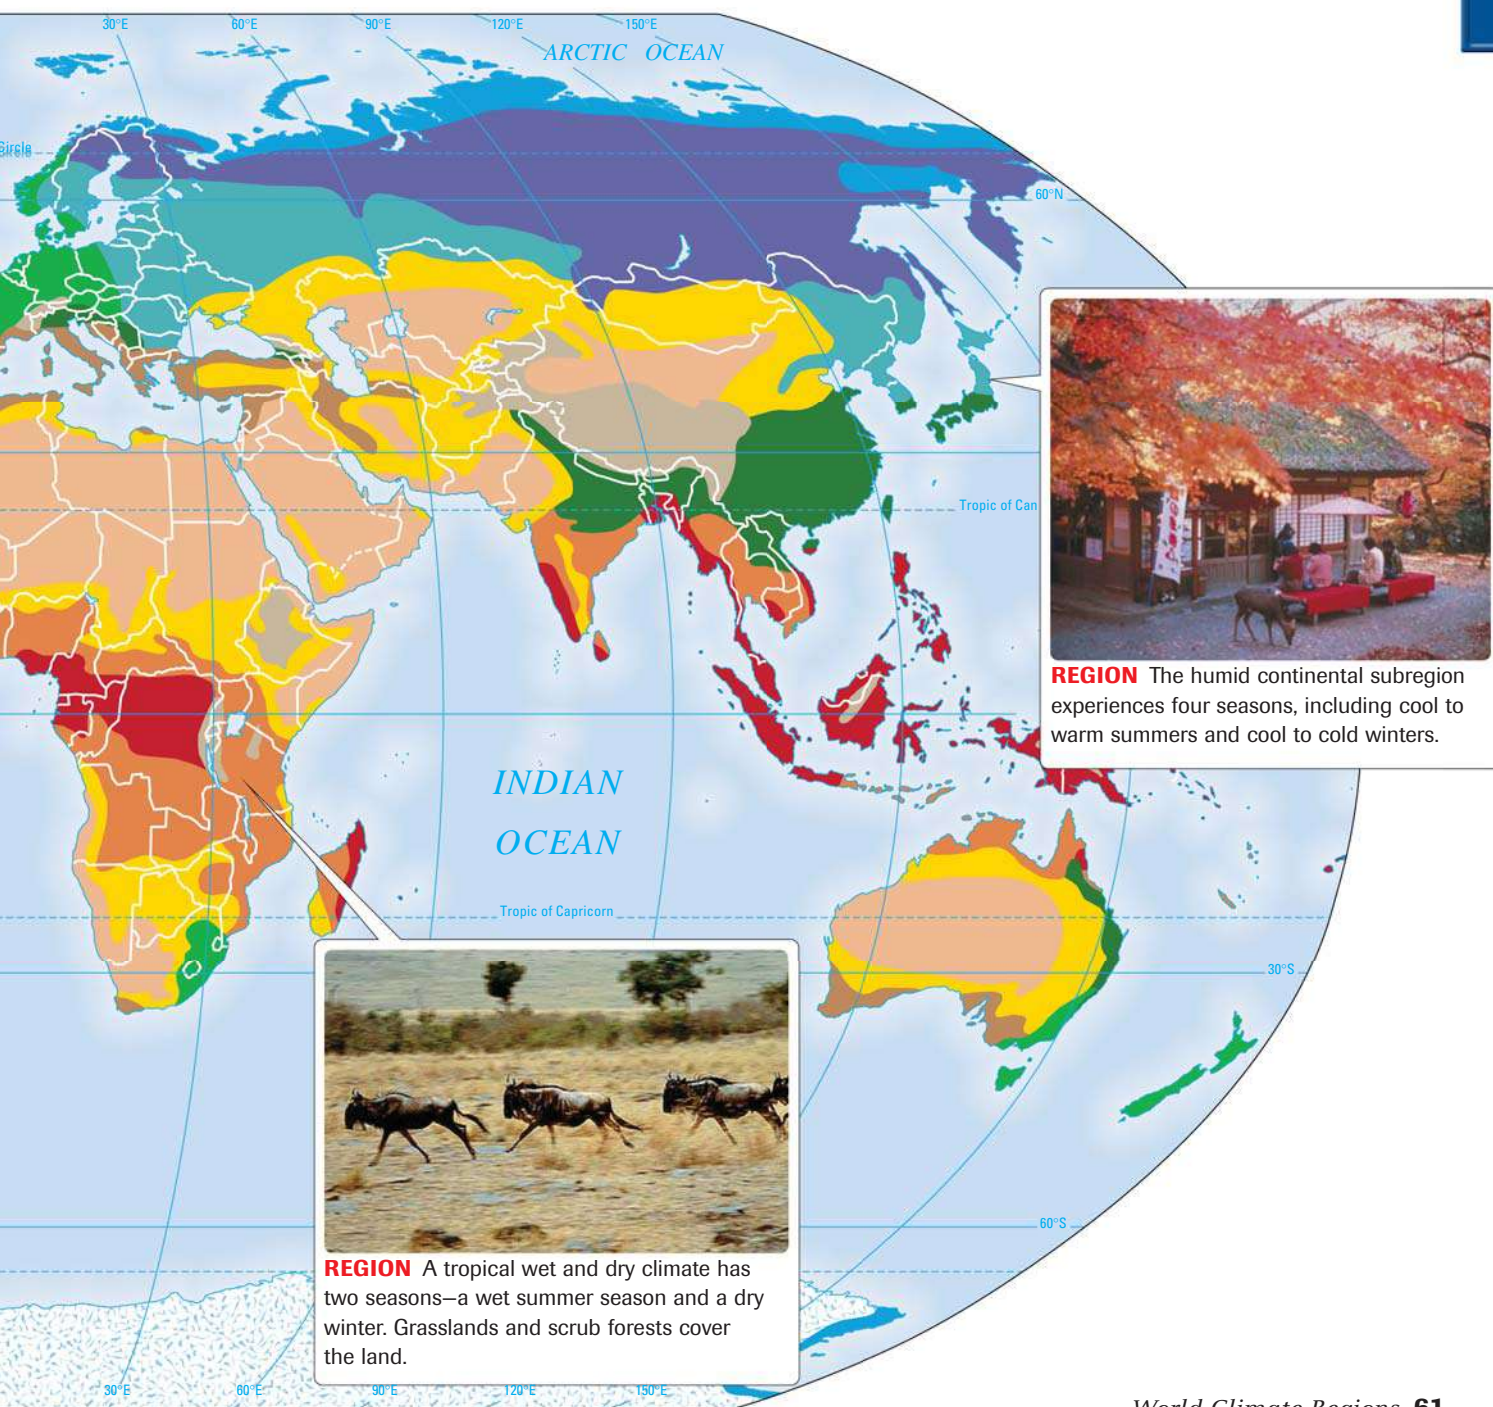 30°E 60°E 90°E 120°E 150°E
ARCTIC OCEAN
Circle
60°N
Tropic of Can
REGION The humid continental subregion
experiences four seasons, including cool to
warm summers and cool to cold winters.
INDIAN
OCEAN
Tropic of Capricorn
30°S
60°S
REGION A tropical wet and dry climate has
two seasons—a wet summer season and a dry
winter. Grasslands and scrub forests cover
the land.
30°E 60°E 90°E 120°E 150°E
World Climate Regions 61